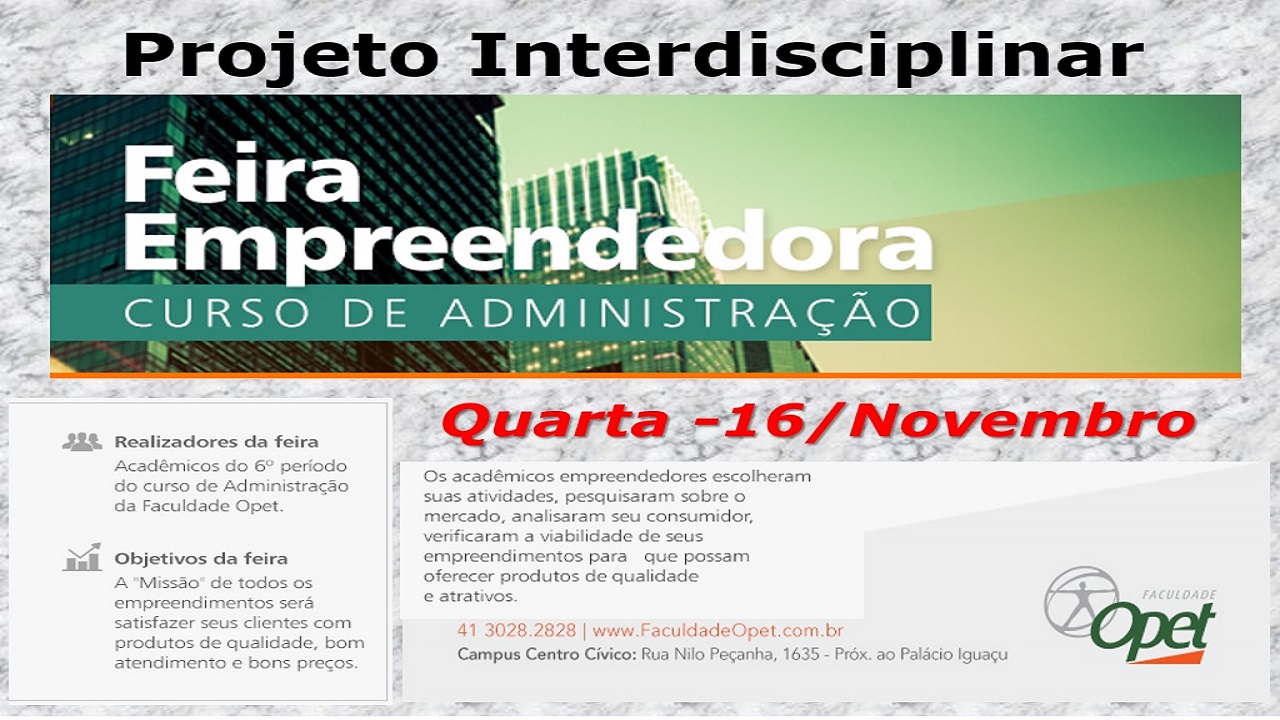 Projeto Interdisciplinar
Feira
Empreendedora
CURSO DE ADMINISTRAÇÃO
Quarta -16/Novembro
Realizadores da feira
Acadêmicos do 6º período
do curso de Administração
da Faculdade Opet.
Objetivos da feira
A "Missão" de todos os
empreendimentos será
satisfazer seus clientes com
produtos de qualidade, bom
atendimento e bons preços.
Os acadêmicos empreendedores escolheram
suas atividades, pesquisaram sobre o
mercado, analisaram seu consumidor,
verificaram a viabilidade de seus
empreendimentos para que possam
oferecer produtos de qualidade
e atrativos.
41 3028.2828 | www.FaculdadeOpet.com.br
Campus Centro Cívico: Rua Nilo Peçanha, 1635 - Próx. ao Palácio Iguaçu
FACULDADE
Opet